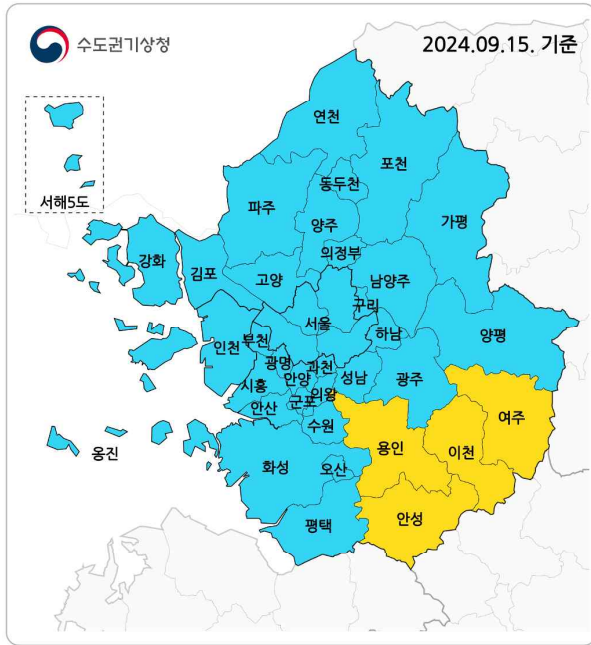 수도권기상청
2024.09.15. 기준
연천
포천
동두천
서해5도
파주
가평
양주
의정부
강화
김포
고양
남양주
구리
서울
하남
양평
인천
부천
광명
과천
안양
성남
광주
시흥
의왕
안산
군포
수원
여주
용인
이천
옹진
화성
오산
안성
평택